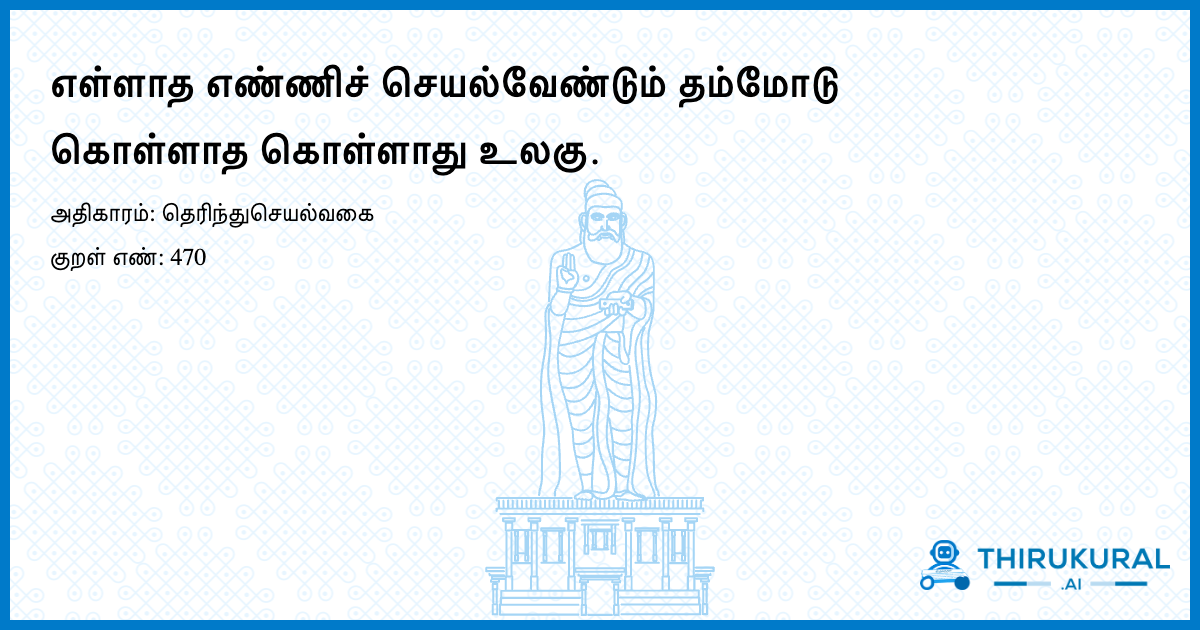 எள்ளாத எண்ணிச் செயல்வேண்டும் தம்மோடு
கொள்ளாத கொள்ளாது உலகு.
அதிகாரம்: தெரிந்துசெயல்வகை
குறள் எண்: 470
THIRUKURAL
.AI